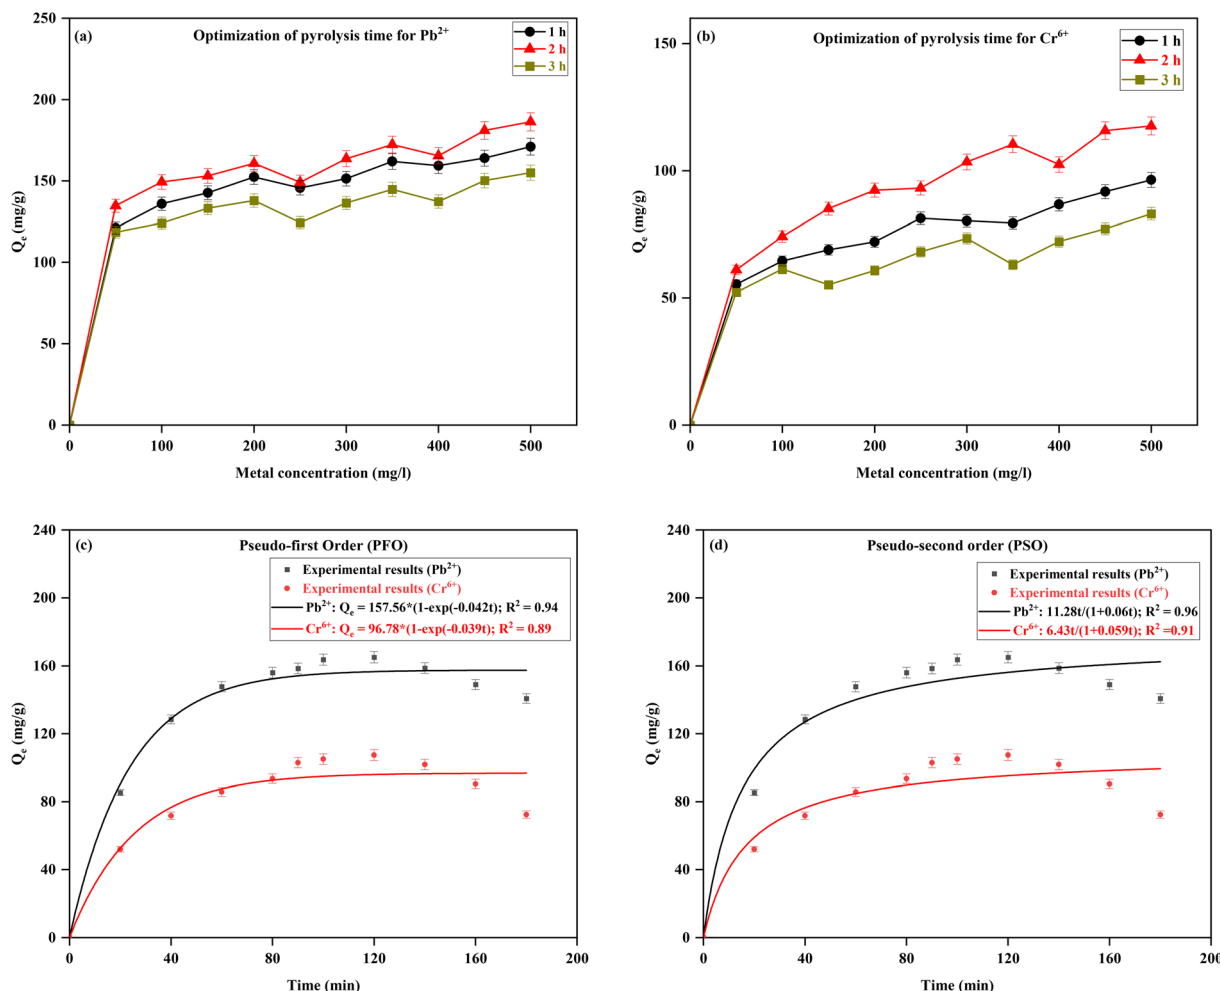 (a)
Optimization of pyrolysis time for Pb²⁺
1 h
2 h
3 h
250
200
150
100
50
0
Qₑ (mg/g)
0
100
200
300
400
500
Metal concentration (mg/l)
(b)
Optimization of pyrolysis time for Cr⁶⁺
1 h
2 h
3 h
150
100
50
0
Qₑ (mg/g)
0
100
200
300
400
500
Metal concentration (mg/l)
(c)
Pseudo-first Order (PFO)
Experimental results (Pb²⁺)
Experimental results (Cr⁶⁺)
Pb²⁺: Qₑ = 157.56*(1-exp(-0.042t); R² = 0.94
Cr⁶⁺: Qₑ = 96.78*(1-exp(-0.039t); R² = 0.89
240
200
160
120
80
40
0
Qₑ (mg/g)
0
40
80
120
160
200
Time (min)
(d)
Pseudo-second order (PSO)
Experimental results (Pb²⁺)
Experimental results (Cr⁶⁺)
Pb²⁺: 11.28t/(1+0.06t); R² = 0.96
Cr⁶⁺: 6.43t/(1+0.059t); R² =0.91
240
200
160
120
80
40
0
Qₑ (mg/g)
0
40
80
120
160
200
Time (min)